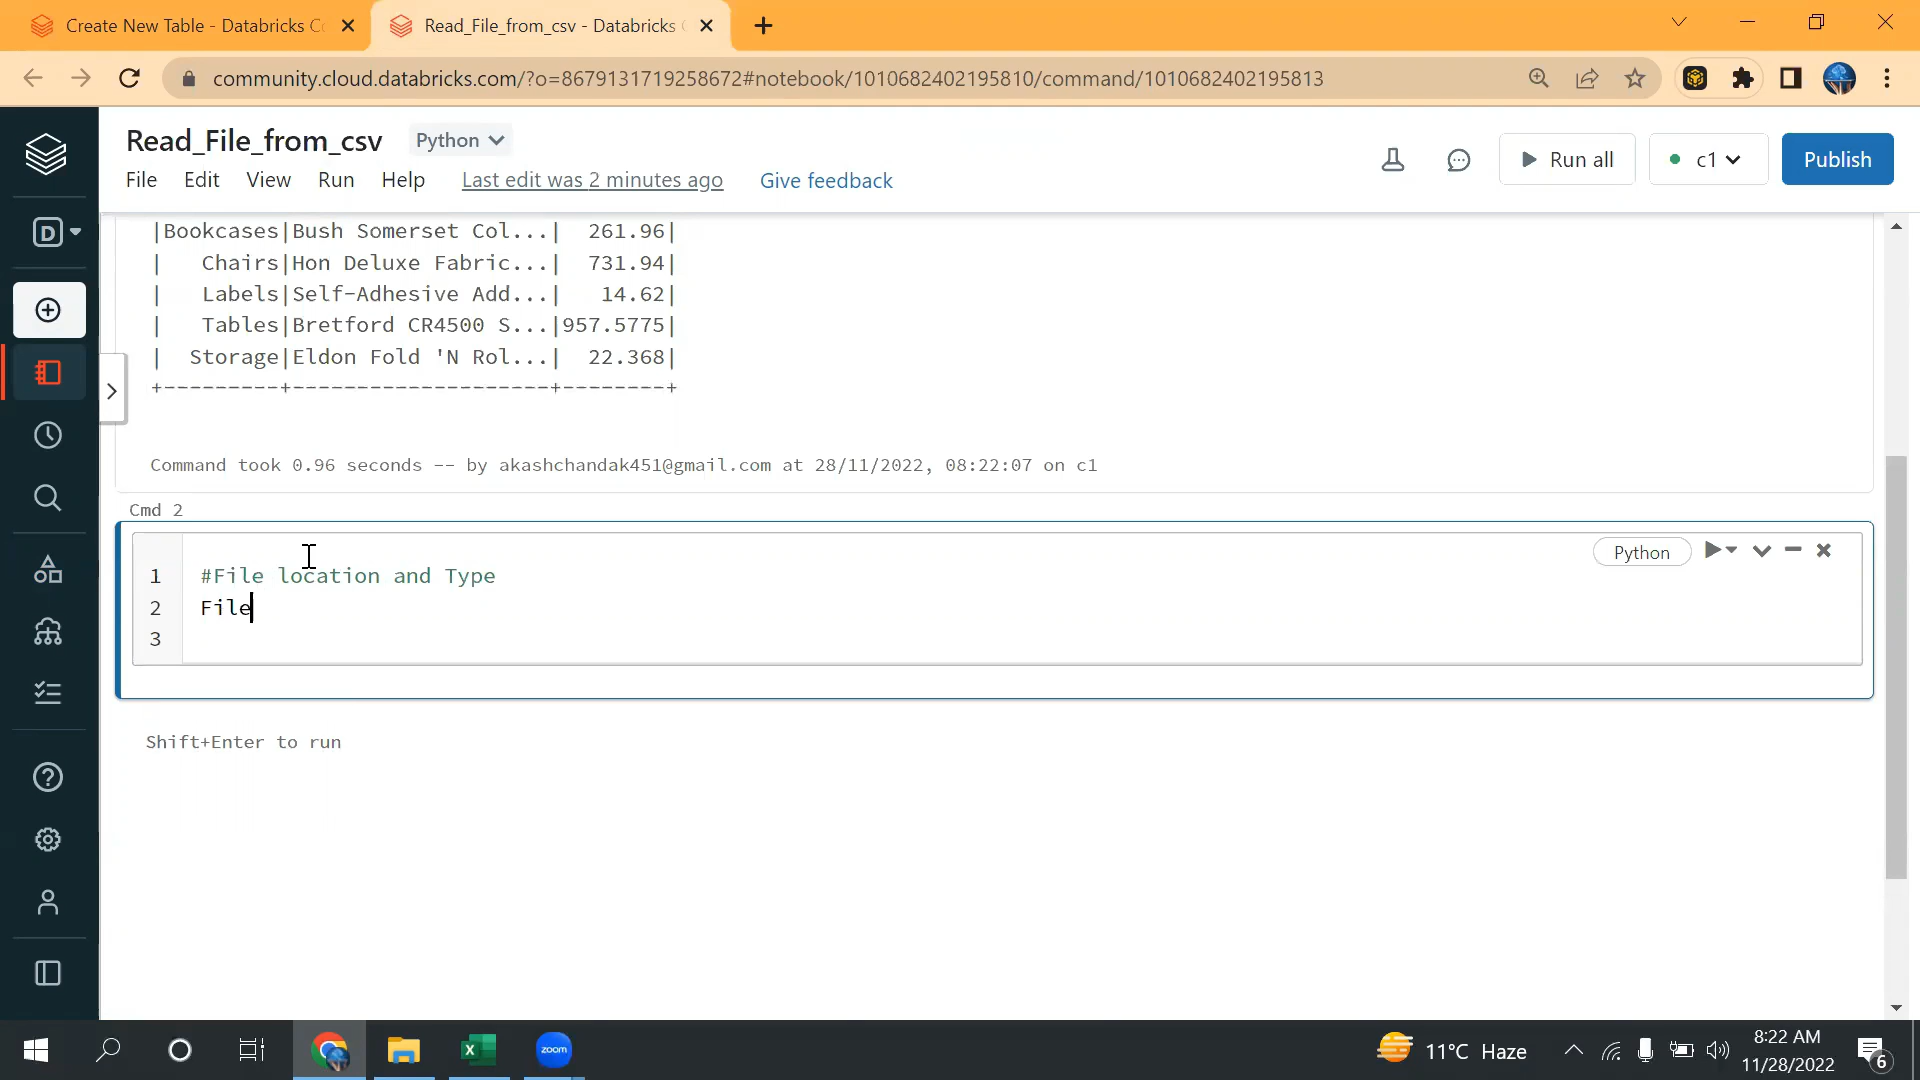 Create New Table - Databricks C
Read_File_from_csv - Databricks
community.cloud.databricks.com/?o=8679131719258672#notebook/1010682402195810/command/1010682402195813
Read_File_from_csv
Python
File Edit View Run Help Last edit was 2 minutes ago Give feedback
Run all
c1
Publish
D
|Bookcases|Bush Somerset Col...|  261.96|
|   Chairs|Hon Deluxe Fabric...|  731.94|
|   Labels|Self-Adhesive Add...|   14.62|
|   Tables|Bretford CR4500 S...|957.5775|
|  Storage|Eldon Fold 'N Rol...|  22.368|
+---------+--------------------+--------+
Command took 0.96 seconds -- by akashchandak451@gmail.com at 28/11/2022, 08:22:07 on c1
Cmd 2
Python
1 #File location and Type
2 File
3
Shift+Enter to run
zoom
11°C Haze
8:22 AM
11/28/2022
6